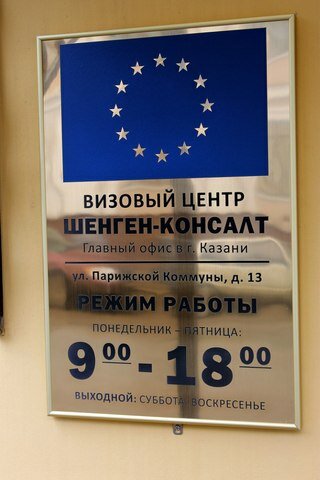 ВИЗОВЫЙ ЦЕНТР
ШЕНГЕН-КОНСАЛТ
Главный офис в г. Казани
ул. Парижской Коммуны, д. 13
РЕЖИМ РАБОТЫ
ПОНЕДЕЛЬНИК – ПЯТНИЦА:
9 00 - 18 00
ВЫХОДНОЙ: СУББОТА, ВОСКРЕСЕНЬЕ